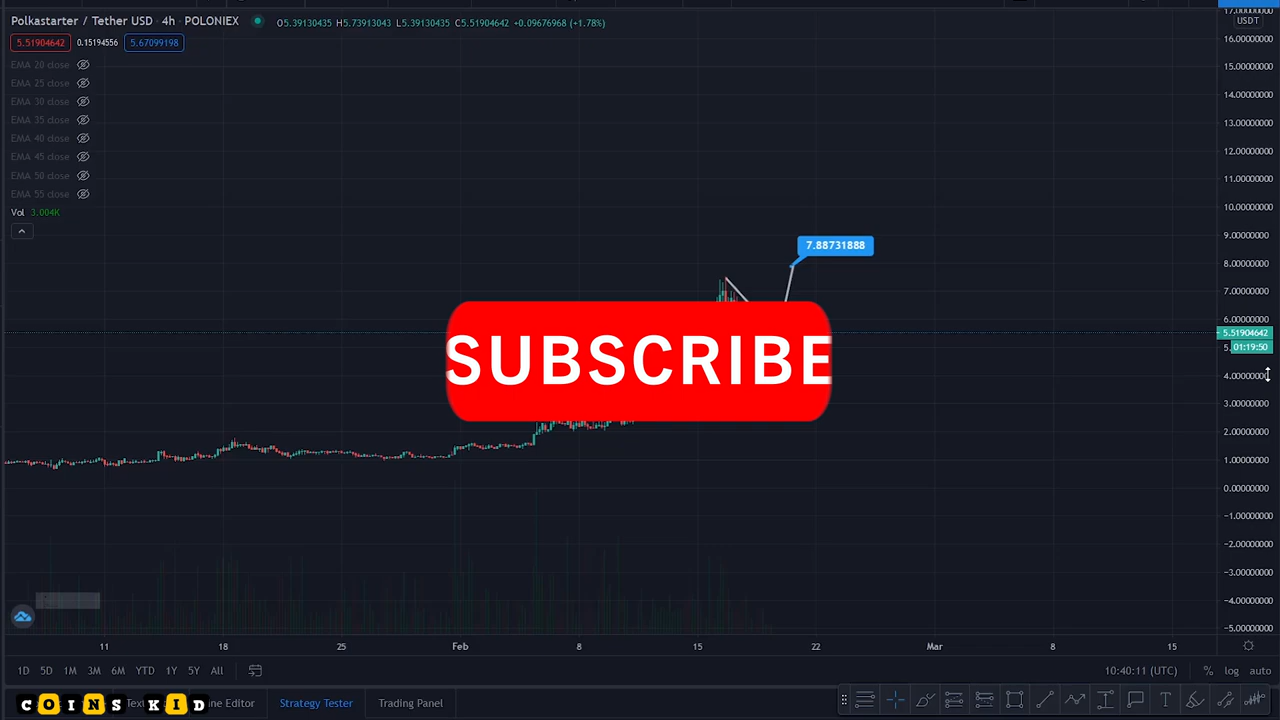 Polkastarter / Tether USD · 4h · POLONIEX O5.39130435 H5.73913043 L5.39130435 C5.51904642 +0.09676968 (+1.78%)
5.51904642 0.15194556 5.67099198
EMA 20 close
EMA 25 close
EMA 30 close
EMA 35 close
EMA 40 close
EMA 45 close
EMA 50 close
EMA 55 close
Vol 3.004K
7.88731888
SUBSCRIBE
17.00000000
USDT
16.00000000
15.00000000
14.00000000
13.00000000
12.00000000
11.00000000
10.00000000
9.00000000
8.00000000
7.00000000
6.00000000
5.51904642
01:19:50
4.00000000
3.00000000
2.00000000
1.00000000
0.00000000
−1.00000000
−2.00000000
−3.00000000
−4.00000000
−5.00000000
11 18 25 Feb 8 15 22 Mar 8 15
1D 5D 1M 3M 6M YTD 1Y 5Y All 10:40:11 (UTC) % log auto
COINSKID Editor Strategy Tester Trading Panel